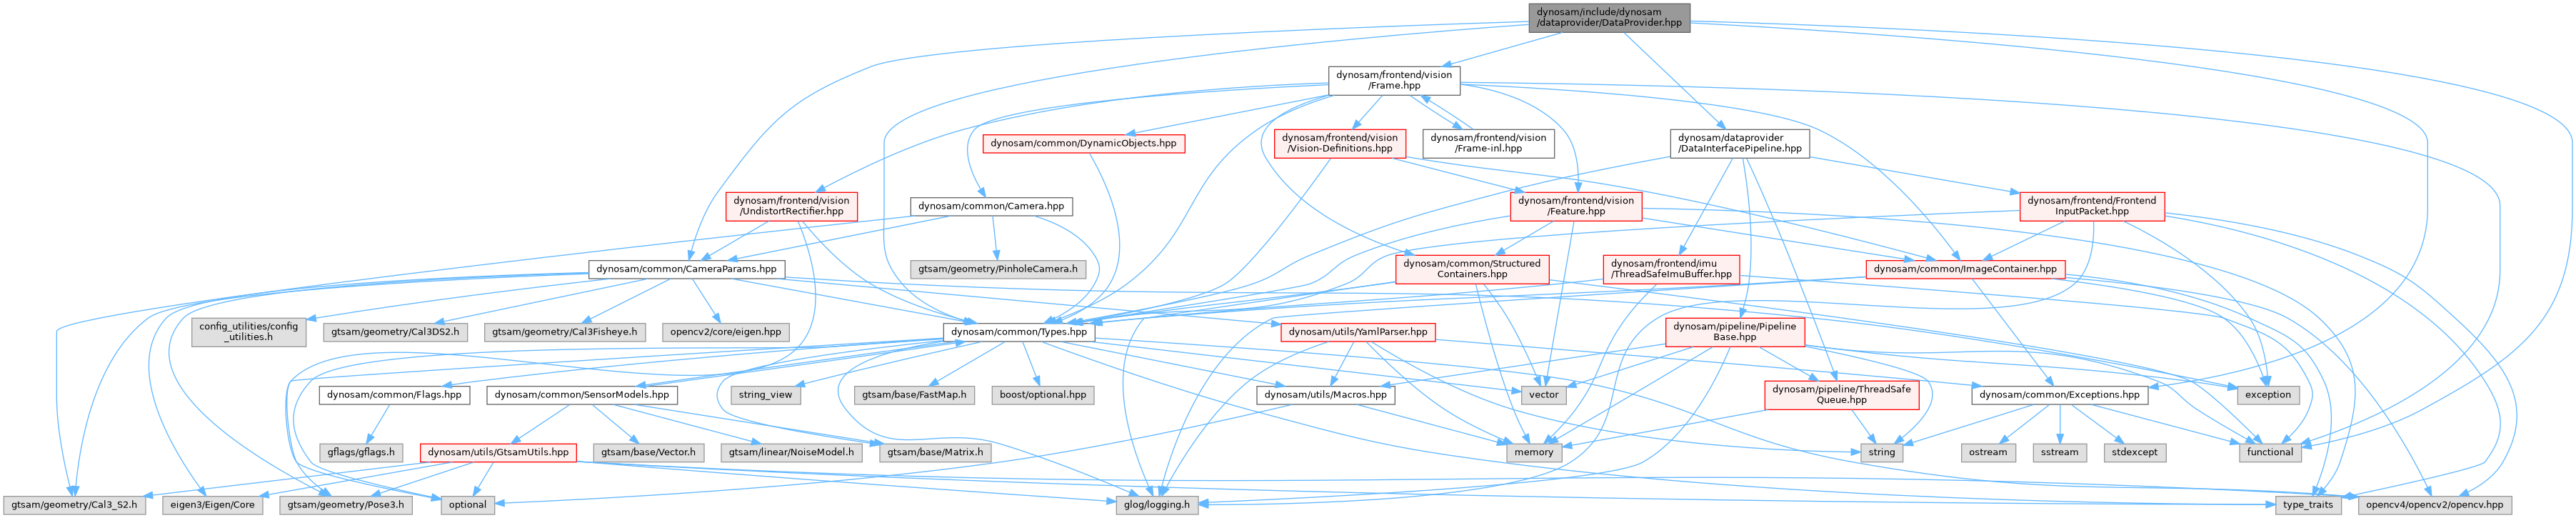 dynosam/include/dynosam
/dataprovider/DataProvider.hpp
dynosam/frontend/vision
/Frame.hpp
dynosam/common/DynamicObjects.hpp
dynosam/frontend/vision
/Vision-Definitions.hpp
dynosam/frontend/vision
/Frame-inl.hpp
dynosam/dataprovider
/DataInterfacePipeline.hpp
dynosam/frontend/vision
/UndistortRectifier.hpp
dynosam/common/Camera.hpp
dynosam/frontend/vision
/Feature.hpp
dynosam/frontend/Frontend
InputPacket.hpp
dynosam/common/CameraParams.hpp
gtsam/geometry/PinholeCamera.h
dynosam/common/Structured
Containers.hpp
dynosam/frontend/imu
/ThreadSafeImuBuffer.hpp
dynosam/common/ImageContainer.hpp
config_utilities/config
_utilities.h
gtsam/geometry/Cal3DS2.h
gtsam/geometry/Cal3Fisheye.h
opencv2/core/eigen.hpp
dynosam/common/Types.hpp
dynosam/utils/YamlParser.hpp
dynosam/pipeline/Pipeline
Base.hpp
dynosam/common/Flags.hpp
dynosam/common/SensorModels.hpp
string_view
gtsam/base/FastMap.h
boost/optional.hpp
dynosam/utils/Macros.hpp
vector
dynosam/pipeline/ThreadSafe
Queue.hpp
dynosam/common/Exceptions.hpp
exception
gflags/gflags.h
dynosam/utils/GtsamUtils.hpp
gtsam/base/Vector.h
gtsam/linear/NoiseModel.h
gtsam/base/Matrix.h
memory
string
ostream
sstream
stdexcept
functional
gtsam/geometry/Cal3_S2.h
eigen3/Eigen/Core
gtsam/geometry/Pose3.h
optional
glog/logging.h
type_traits
opencv4/opencv2/opencv.hpp